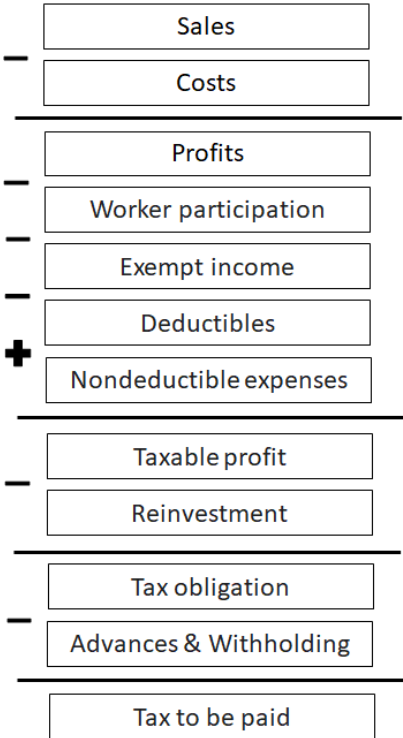 Sales
Costs
Profits
Worker participation
Exempt income
Deductibles
Nondeductible expenses
Taxable profit
Reinvestment
Tax obligation
Advances & Withholding
Tax to be paid